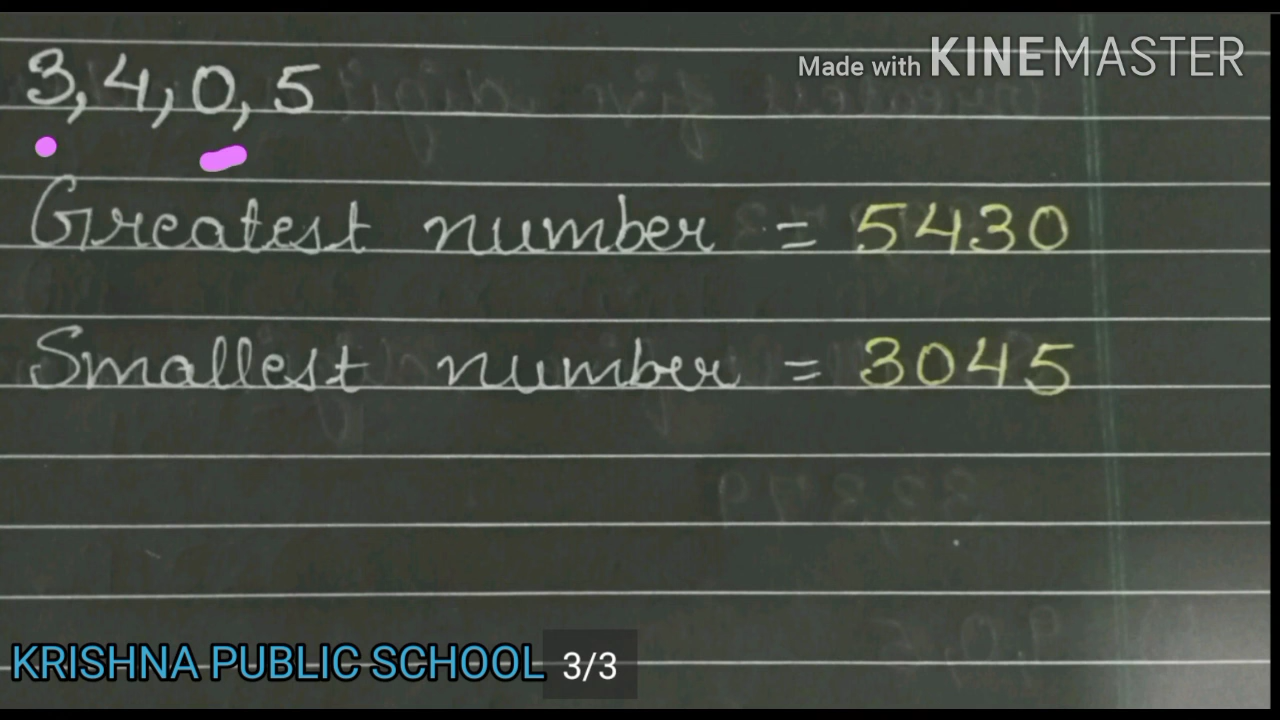 Made with KINEMASTER
3, 4, 0, 5
Greatest number = 5430
Smallest number = 3045
KRISHNA PUBLIC SCHOOL 3/3